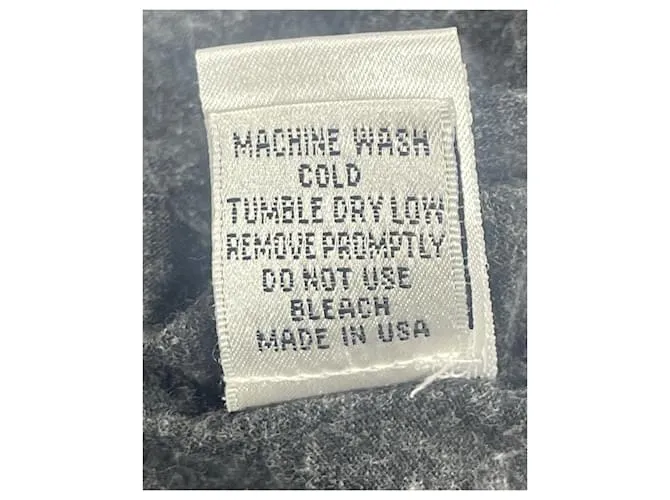 MACHINE WASH
COLD
TUMBLE DRY LOW
REMOVE PROMPTLY
DO NOT USE
BLEACH
MADE IN USA